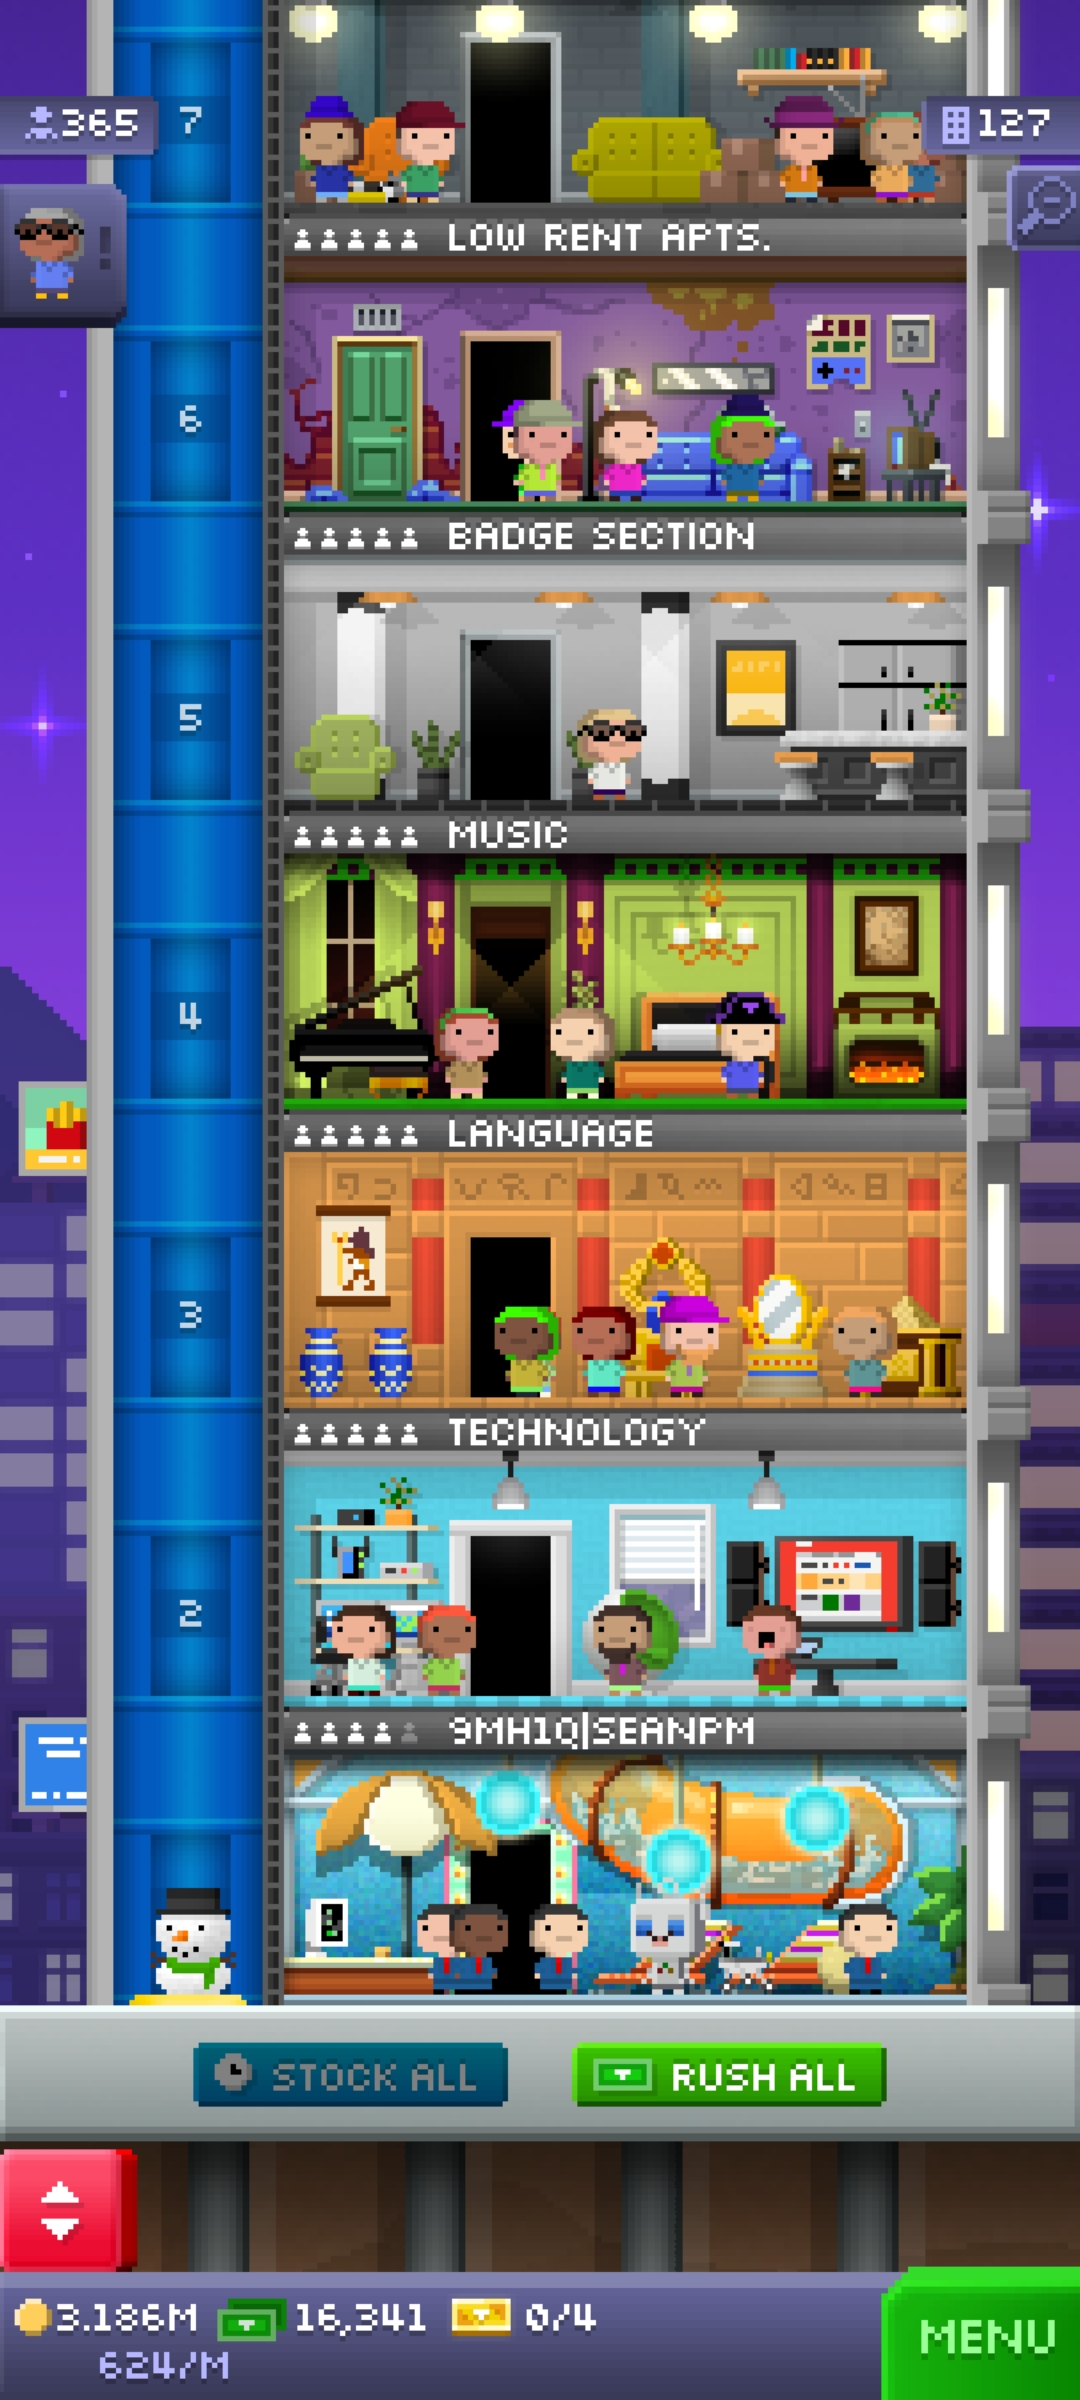 365
7
127
LOW RENT APTS.
6
BADGE SECTION
5
MUSIC
4
LANGUAGE
3
TECHNOLOGY
2
9MH1Q|SEANPM
STOCK ALL
RUSH ALL
3.186M 16,341 0/4
624/M
MENU